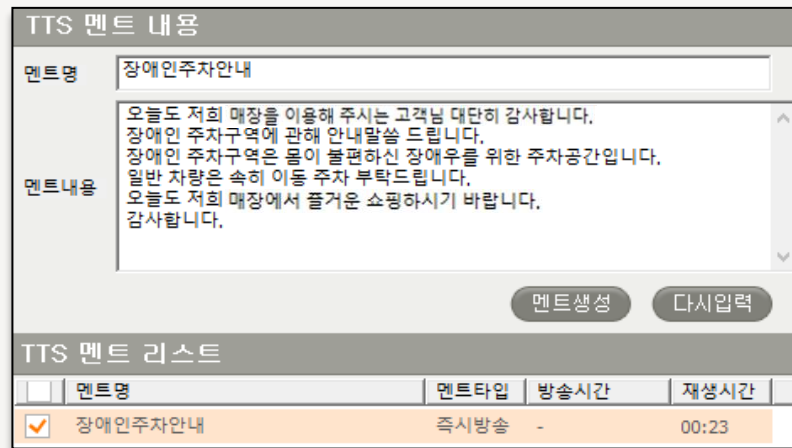 TTS 멘트 내용
멘트명
장애인주차안내
멘트내용
오늘도 저희 매장을 이용해 주시는 고객님 대단히 감사합니다.
장애인 주차구역에 관해 안내말씀 드립니다.
장애인 주차구역은 몸이 불편하신 장애우를 위한 주차공간입니다.
일반 차량은 속히 이동 주차 부탁드립니다.
오늘도 저희 매장에서 즐거운 쇼핑하시기 바랍니다.
감사합니다.
멘트생성 다시입력
TTS 멘트 리스트
멘트명 멘트타입 방송시간 재생시간
장애인주차안내 즉시방송 - 00:23